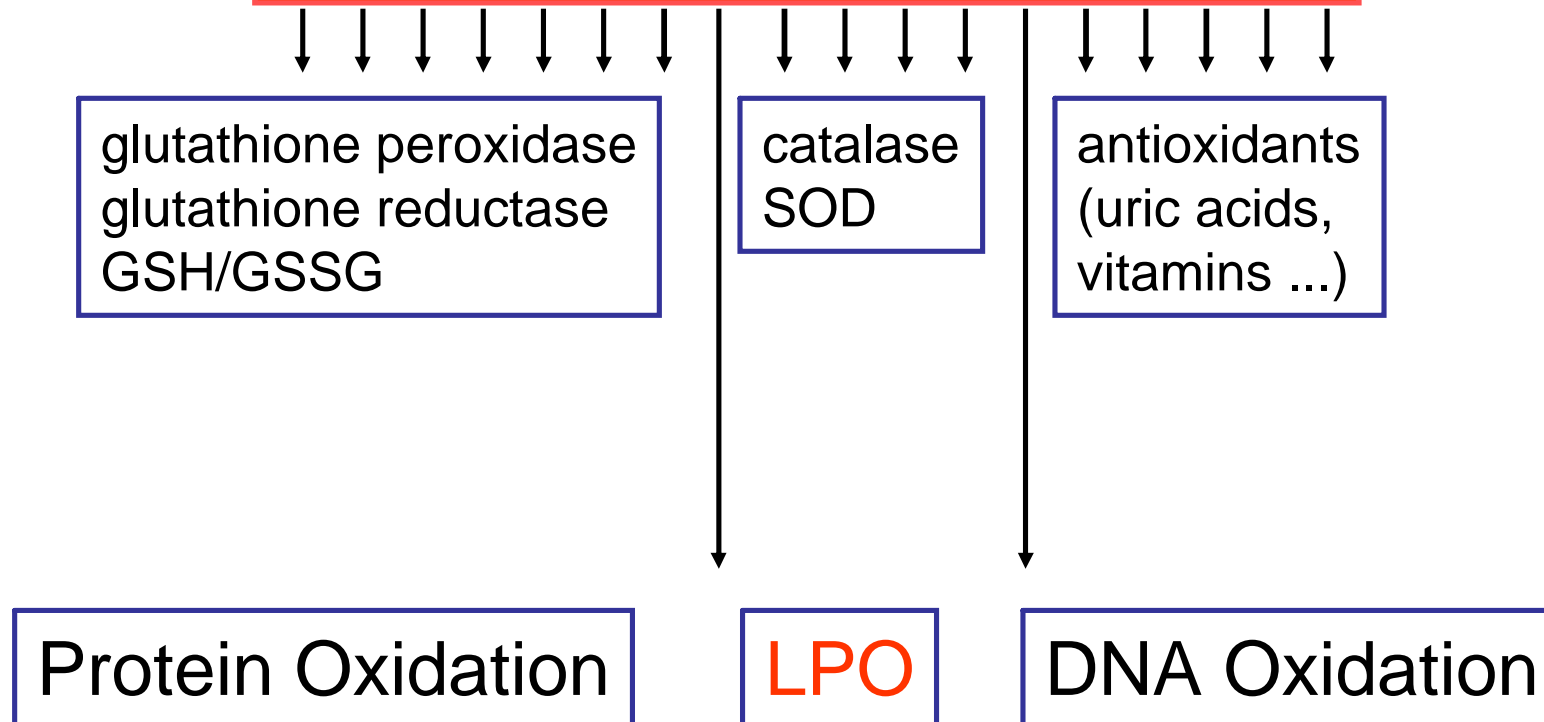 glutathione peroxidase
glutathione reductase
GSH/GSSG
catalase
SOD
antioxidants
(uric acids,
vitamins ...)
Protein Oxidation
LPO
DNA Oxidation